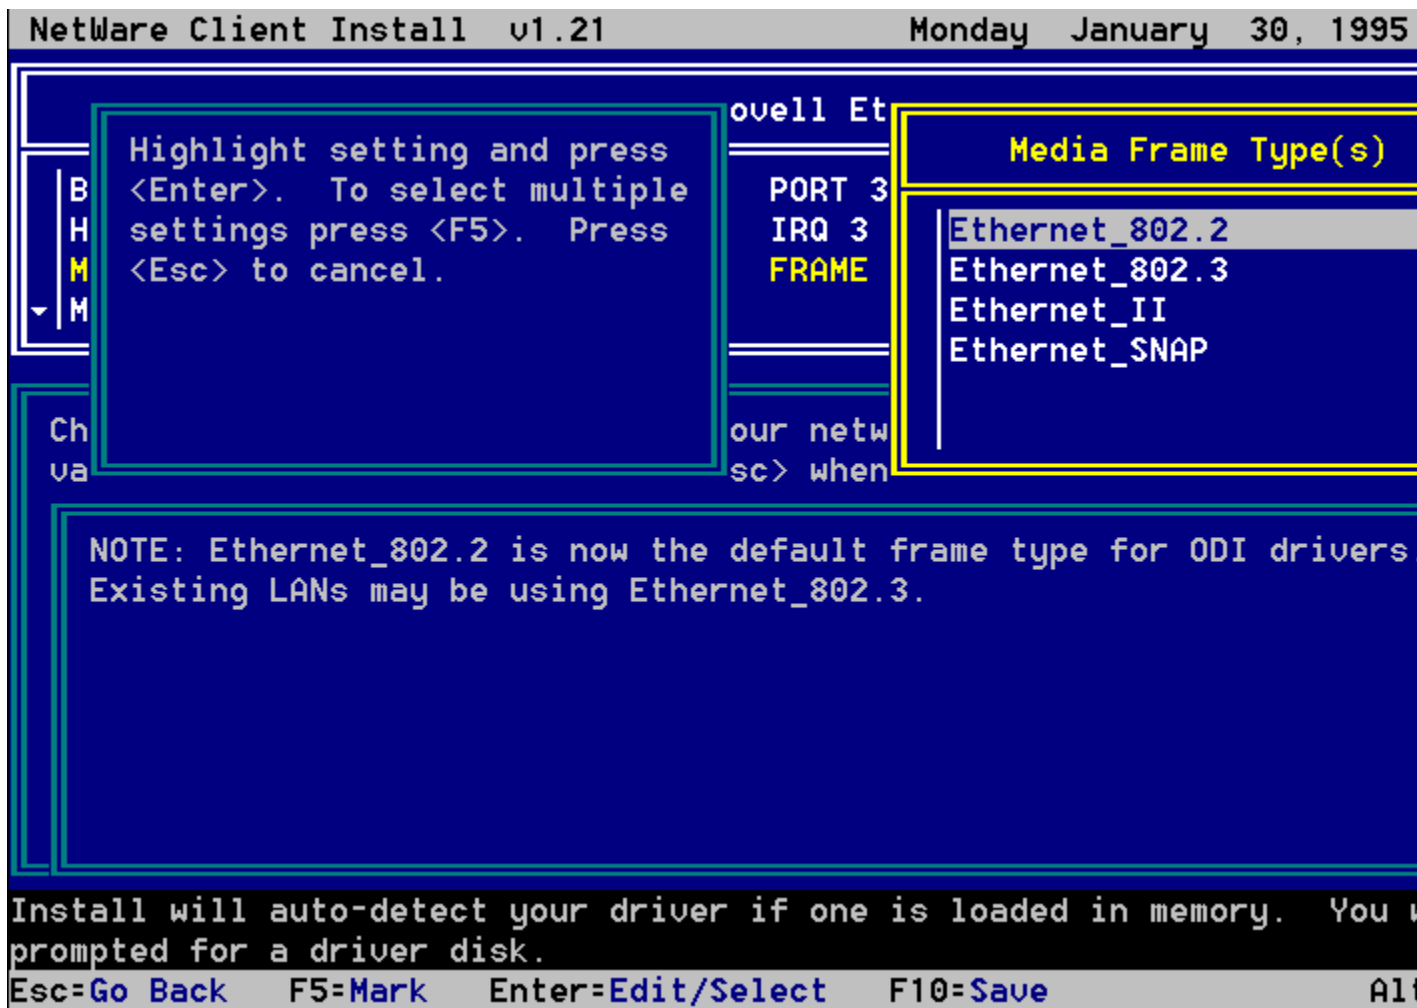 NetWare Client Install v1.21 Monday January 30, 1995
ovell Et
Highlight setting and press
<Enter>. To select multiple
settings press <F5>. Press
<Esc> to cancel.
B
H
M
M
PORT 3
IRQ 3
FRAME
Media Frame Type(s)
Ethernet_802.2
Ethernet_802.3
Ethernet_II
Ethernet_SNAP
Ch our netw
va sc> when
NOTE: Ethernet_802.2 is now the default frame type for ODI drivers
Existing LANs may be using Ethernet_802.3.
Install will auto-detect your driver if one is loaded in memory. You
prompted for a driver disk.
Esc=Go Back F5=Mark Enter=Edit/Select F10=Save Al